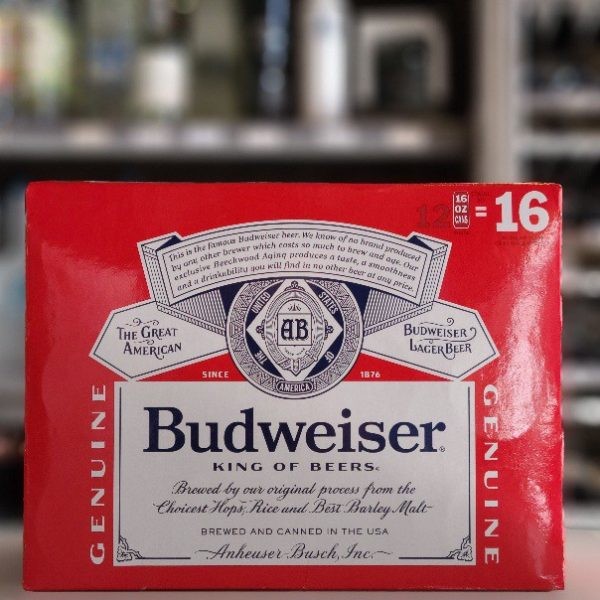 12 16 OZ CANS = 16
This is the famous Budweiser beer. We know of no brand produced
by any other brewer which costs so much to brew and age. Our
exclusive Beechwood Aging produces a taste, a smoothness
and a drinkability you will find in no other beer at any price.
UNITED STATES
AB
AMERICA
THE GREAT
AMERICAN
BUDWEISER
LAGER BEER
SINCE 1876
GENUINE
GENUINE
Budweiser®
KING OF BEERS
Brewed by our original process from the
Choicest Hops, Rice and Best Barley Malt
BREWED AND CANNED IN THE USA
Anheuser-Busch, Inc.